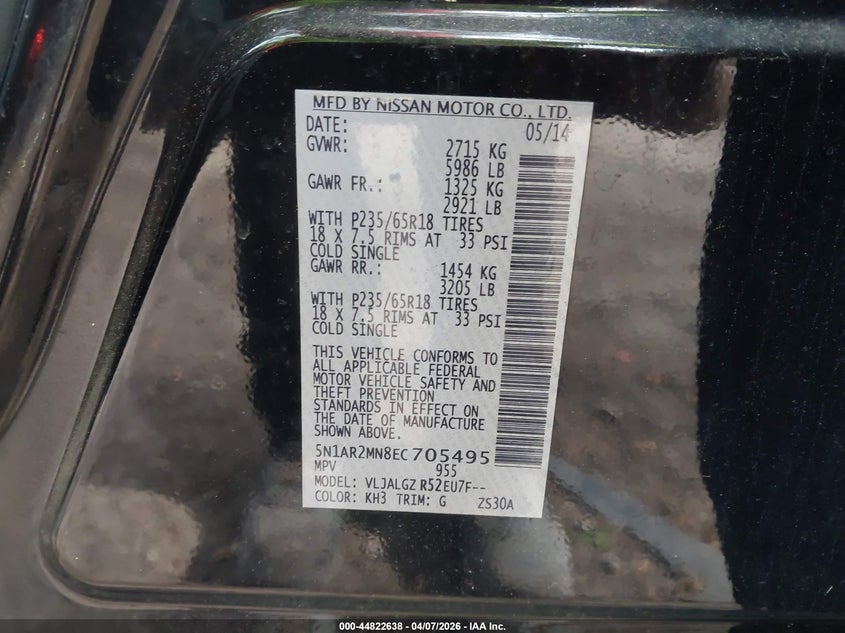 MFD BY NISSAN MOTOR CO., LTD.
DATE: 05/14
GVWR: 2715 KG
5986 LB
GAWR FR.: 1325 KG
2921 LB
WITH P235/65R18 TIRES
18 X 7.5 RIMS AT 33 PSI
COLD SINGLE
GAWR RR.: 1454 KG
3205 LB
WITH P235/65R18 TIRES
18 X 7.5 RIMS AT 33 PSI
COLD SINGLE
THIS VEHICLE CONFORMS TO
ALL APPLICABLE FEDERAL
MOTOR VEHICLE SAFETY AND
THEFT PREVENTION
STANDARDS IN EFFECT ON
THE DATE OF MANUFACTURE
SHOWN ABOVE.
5N1AR2MN8EC705495
MPV 955
MODEL: VLJALGZ R52EU7F--
COLOR: KH3 TRIM: G ZS30A
000-44822638 - 04/07/2026 - IAA Inc.